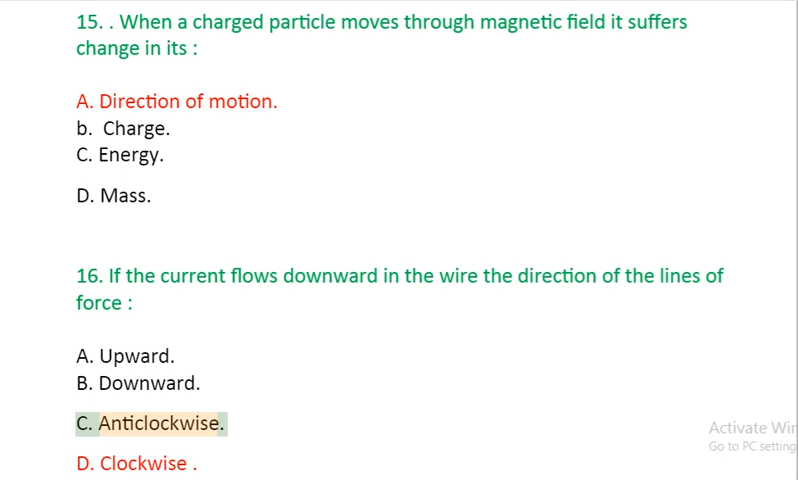 15. . When a charged particle moves through magnetic field it suffers
change in its :
A. Direction of motion.
b.  Charge.
C. Energy.
D. Mass.
16. If the current flows downward in the wire the direction of the lines of
force :
A. Upward.
B. Downward.
C. Anticlockwise.
Activate Win
Go to PC setting
D. Clockwise .